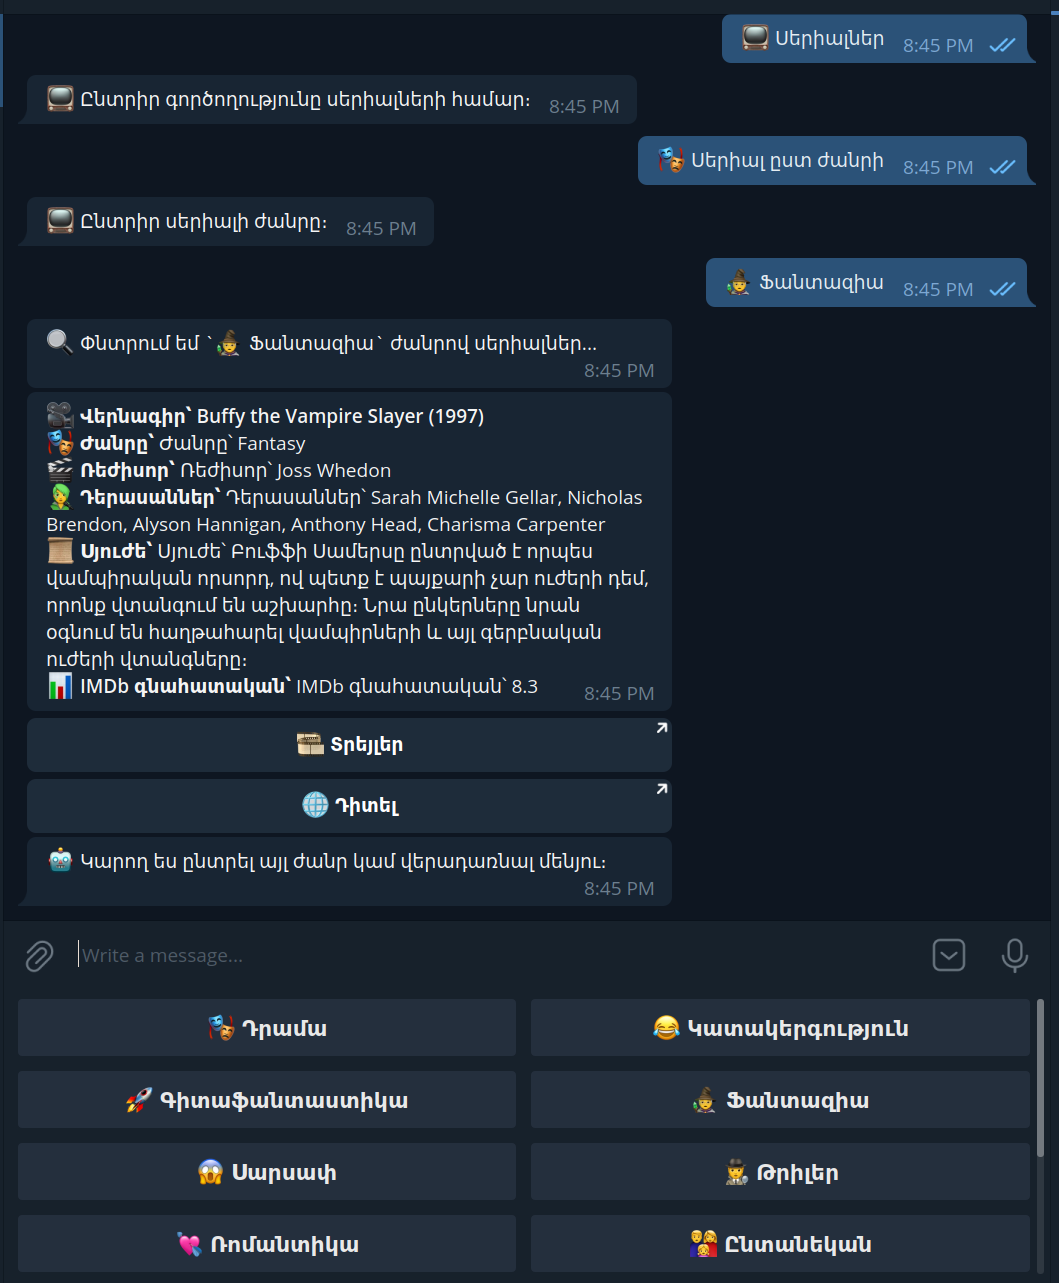 📺 Սերիալներ 8:45 PM
📺 Ընտրիր գործողությունը սերիալների համար։ 8:45 PM
🎭 Սերիալ ըստ ժանրի 8:45 PM
📺 Ընտրիր սերիալի ժանրը։ 8:45 PM
🧙‍♀️ Ֆանտազիա 8:45 PM
🔍 Փնտրում եմ `🧙‍♀️ Ֆանտազիա` ժանրով սերիալներ...
8:45 PM
🎥 Վերնագիր՝ Buffy the Vampire Slayer (1997)
🎭 Ժանրը՝ Ժանրը՝ Fantasy
🎬 Ռեժիսոր՝ Ռեժիսոր՝ Joss Whedon
🧝 Դերասաններ՝ Դերասաններ՝ Sarah Michelle Gellar, Nicholas
Brendon, Alyson Hannigan, Anthony Head, Charisma Carpenter
📜 Սյուժե՝ Սյուժե՝ Բուֆֆի Սամերսը ընտրված է որպես
վամպիրական որսորդ, ով պետք է պայքարի չար ուժերի դեմ,
որոնք վտանգում են աշխարհը։ Նրա ընկերները նրան
օգնում են հաղթահարել վամպիրների և այլ գերբնական
ուժերի վտանգները։
📊 IMDb գնահատական՝ IMDb գնահատական՝ 8.3 8:45 PM
🎞 Տրեյլեր
🌐 Դիտել
🤖 Կարող ես ընտրել այլ ժանր կամ վերադառնալ մենյու։
8:45 PM
Write a message...
🎭 Դրամա
😂 Կատակերգություն
🚀 Գիտաֆանտաստիկա
🧙‍♀️ Ֆանտազիա
😱 Սարսափ
🕵️ Թրիլեր
💘 Ռոմանտիկա
👨‍👩‍👧 Ընտանեկան